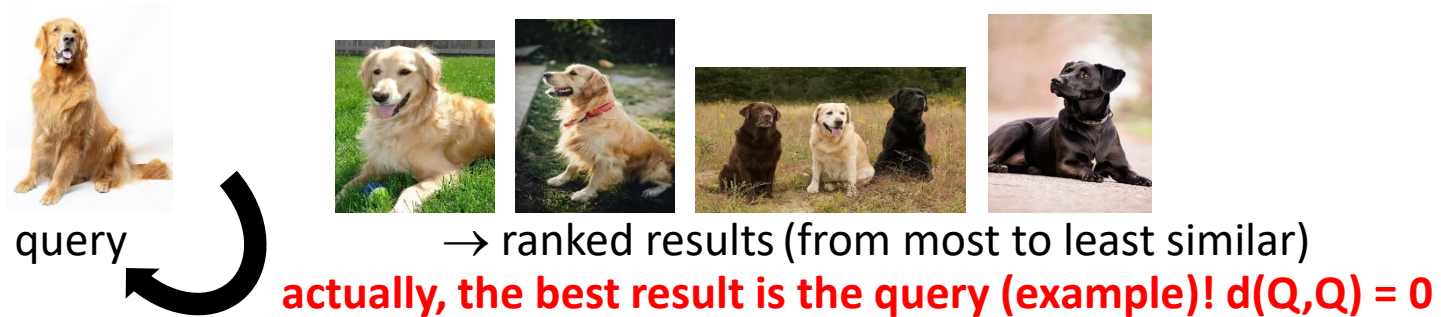 query
→ ranked results (from most to least similar)
actually, the best result is the query (example)! d(Q,Q) = 0